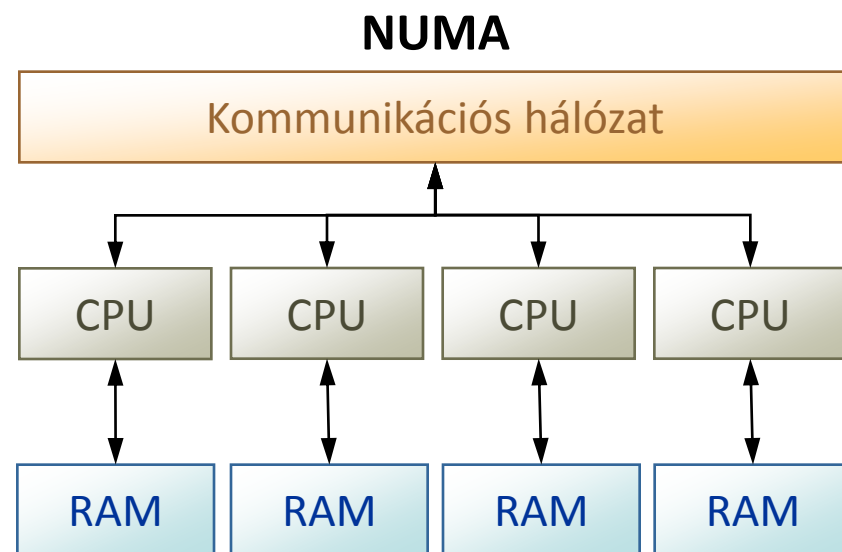 NUMA
Kommunikációs hálózat
CPU CPU CPU CPU
RAM RAM RAM RAM